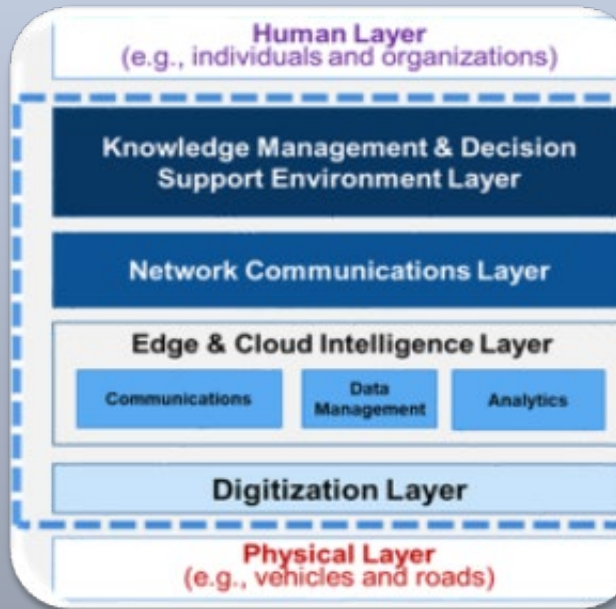 Human Layer
(e.g., individuals and organizations)
Knowledge Management & Decision
Support Environment Layer
Network Communications Layer
Edge & Cloud Intelligence Layer
Communications
Data
Management
Analytics
Digitization Layer
Physical Layer
(e.g., vehicles and roads)